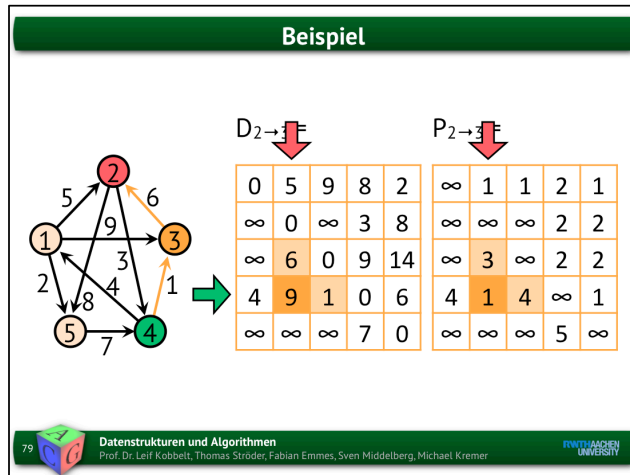 Beispiel
D2→3=
P2→3=
0 5 9 8 2
∞ 0 ∞ 3 8
∞ 6 0 9 14
4 9 1 0 6
∞ ∞ ∞ 7 0
∞ 1 1 2 1
∞ ∞ ∞ 2 2
∞ 3 ∞ 2 2
4 1 4 ∞ 1
∞ ∞ ∞ 5 ∞
2
5
6
9
1
3
3
2
4
1
8
5
4
7
79
A
C
G
Datenstrukturen und Algorithmen
Prof. Dr. Leif Kobbelt, Thomas Ströder, Fabian Emmes, Sven Middelberg, Michael Kremer
RWTHAACHEN
UNIVERSITY